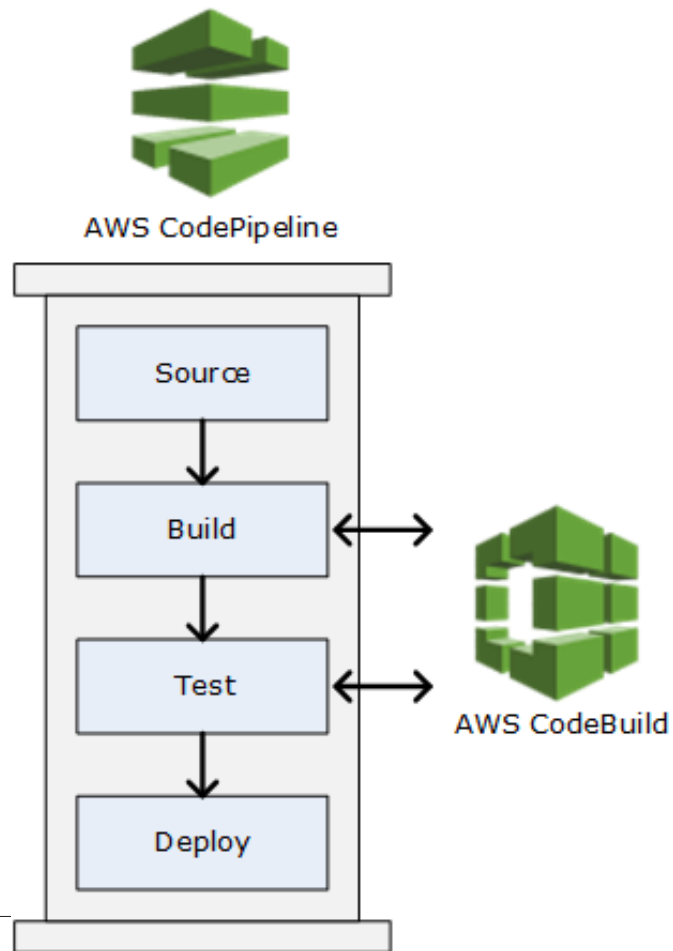 AWS CodePipeline
Source
Build
Test
AWS CodeBuild
Deploy